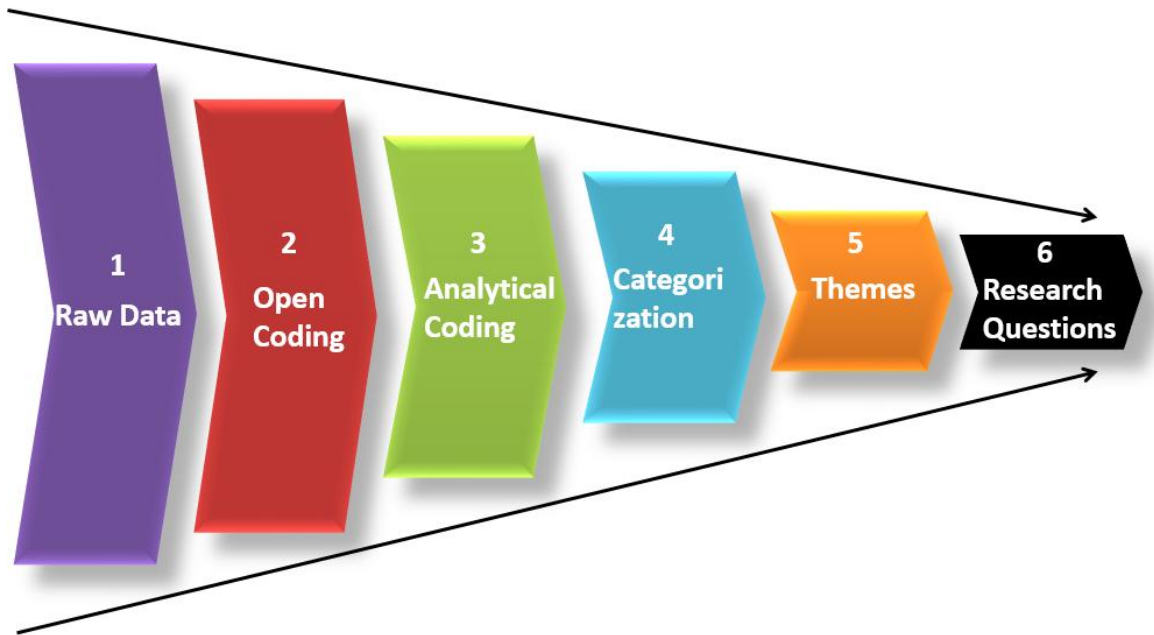 1
Raw Data
2
Open
Coding
3
Analytical
Coding
4
Categori
zation
5
Themes
6
Research
Questions